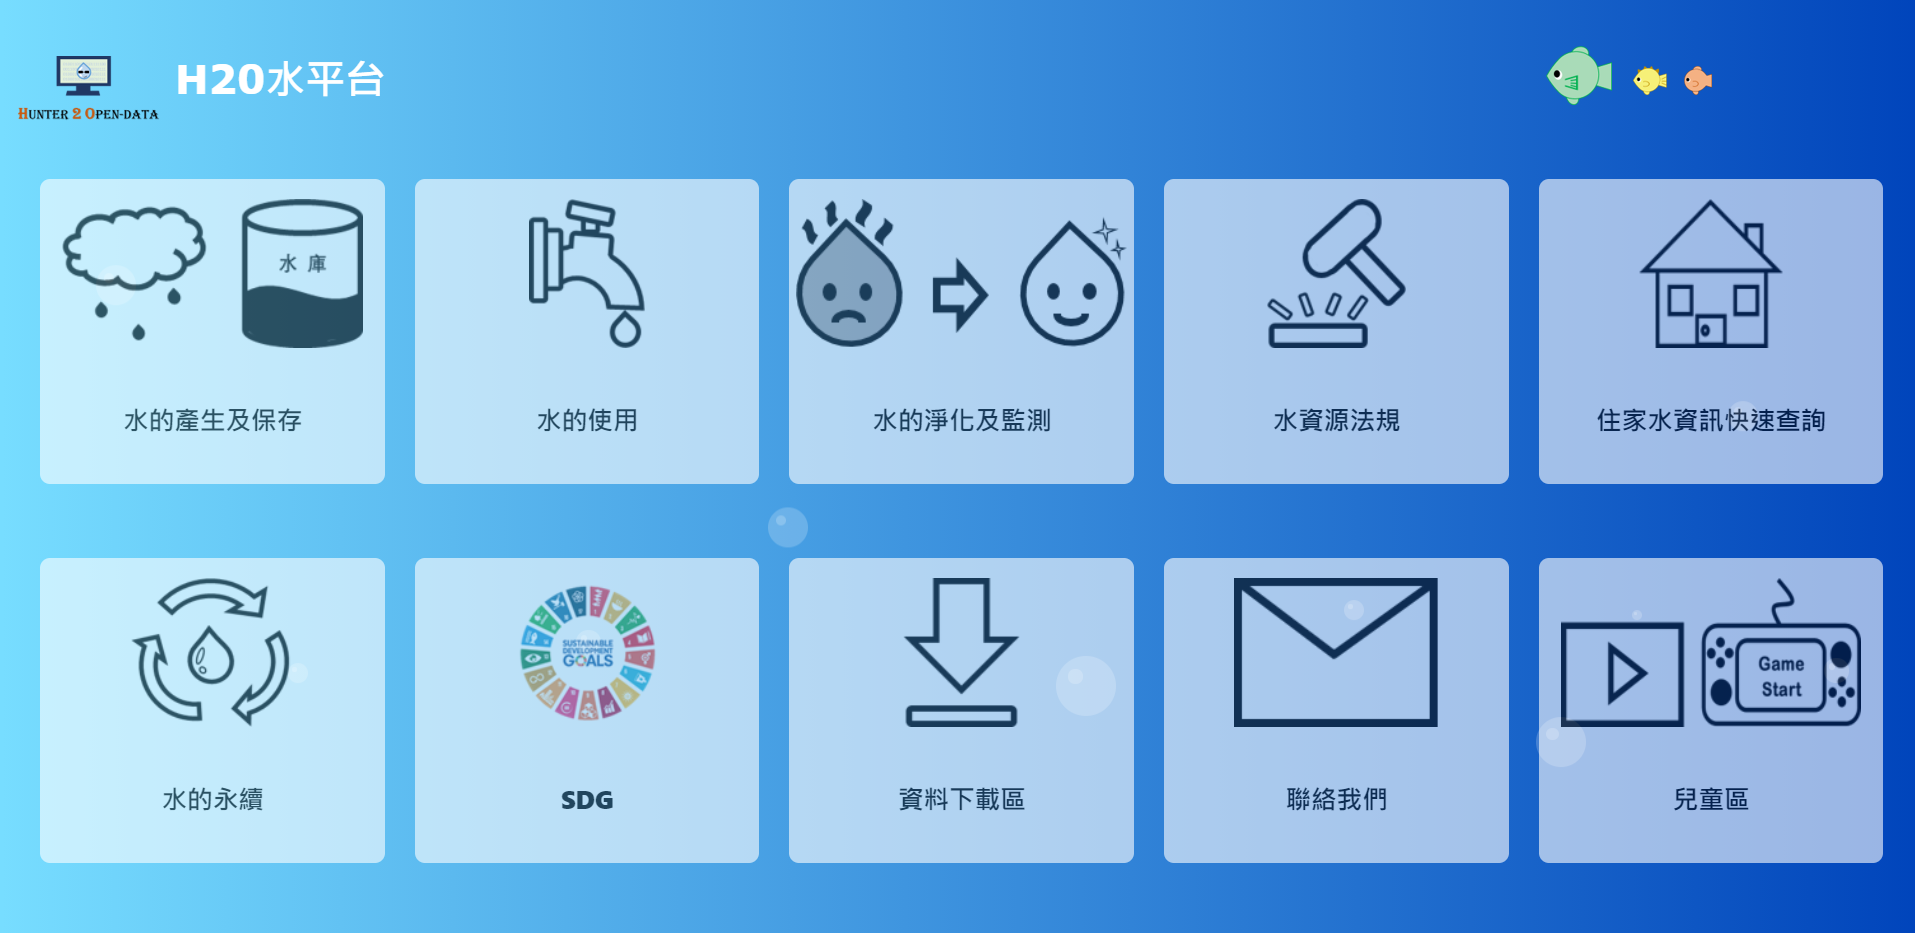 H20水平台
HUNTER 2 OPEN-DATA
水 庫
水的產生及保存
水的使用
水的淨化及監測
水資源法規
住家水資訊快速查詢
SUSTAINABLE
DEVELOPMENT
GOALS
Game
Start
水的永續
SDG
資料下載區
聯絡我們
兒童區